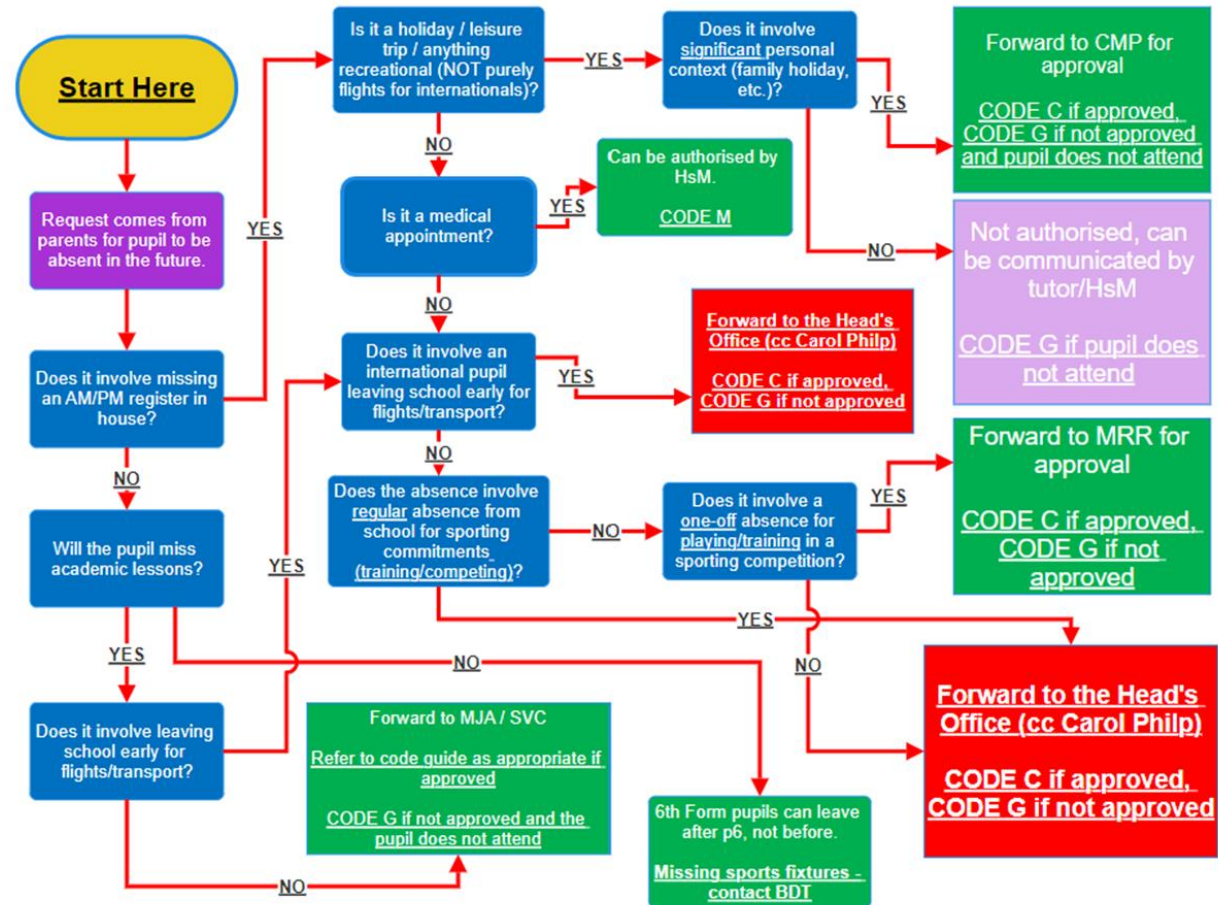 Start Here
Request comes from
parents for pupil to be
absent in the future.
Does it involve missing
an AM/PM register in
house?
YES
NO
Will the pupil miss
academic lessons?
YES
NO
Does it involve leaving
school early for
flights/transport?
YES
NO
Forward to MJA / SVC
Refer to code guide as appropriate if
approved
CODE G if not approved and the
pupil does not attend
6th Form pupils can leave
after p6, not before.
Missing sports fixtures -
contact BDT
Is it a holiday / leisure
trip / anything
recreational (NOT purely
flights for internationals)?
YES
NO
Does it involve
significant personal
context (family holiday,
etc.)?
YES
NO
Forward to CMP for
approval
CODE C if approved,
CODE G if not approved
and pupil does not attend
Not authorised, can
be communicated by
tutor/HsM
CODE G if pupil does
not attend
Is it a medical
appointment?
YES
NO
Can be authorised by
HsM.
CODE M
Does it involve an
international pupil
leaving school early for
flights/transport?
YES
NO
Forward to the Head's
Office (cc Carol Philp)
CODE C if approved,
CODE G if not approved
Does the absence involve
regular absence from
school for sporting
commitments
(training/competing)?
NO
YES
Does it involve a
one-off absence for
playing/training in a
sporting competition?
YES
NO
Forward to MRR for
approval
CODE C if approved,
CODE G if not
approved
Forward to the Head's
Office (cc Carol Philp)
CODE C if approved,
CODE G if not approved